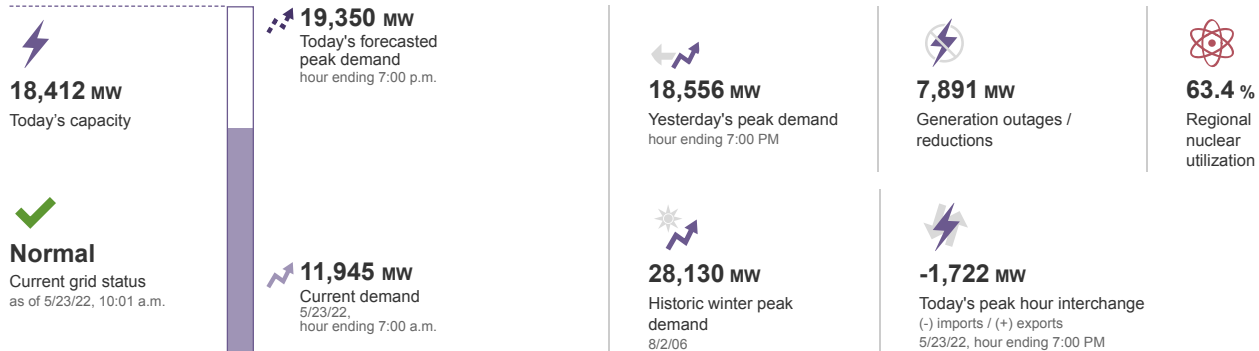 18,412 MW
Today's capacity
Normal
Current grid status
as of 5/23/22, 10:01 a.m.
19,350 MW
Today's forecasted
peak demand
hour ending 7:00 p.m.
11,945 MW
Current demand
5/23/22,
hour ending 7:00 a.m.
18,556 MW
Yesterday's peak demand
hour ending 7:00 PM
7,891 MW
Generation outages /
reductions
63.4 %
Regional
nuclear
utilization
28,130 MW
Historic winter peak
demand
8/2/06
-1,722 MW
Today's peak hour interchange
(-) imports / (+) exports
5/23/22, hour ending 7:00 PM